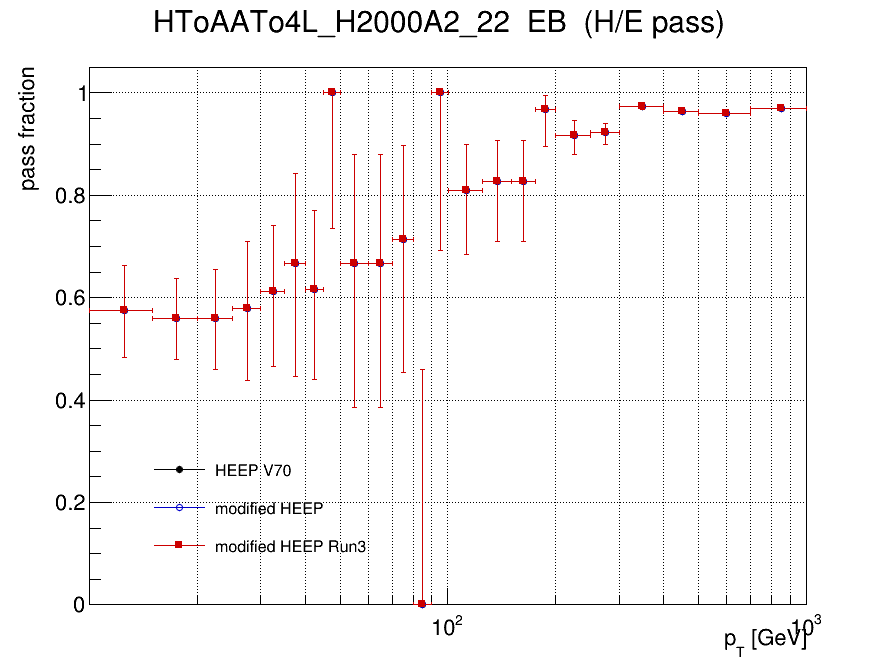 HToAATo4L_H2000A2_22 EB (H/E pass)
pass fraction
1
0.8
0.6
0.4
0.2
0
HEEP V70
modified HEEP
modified HEEP Run3
10²
10³
p_T [GeV]